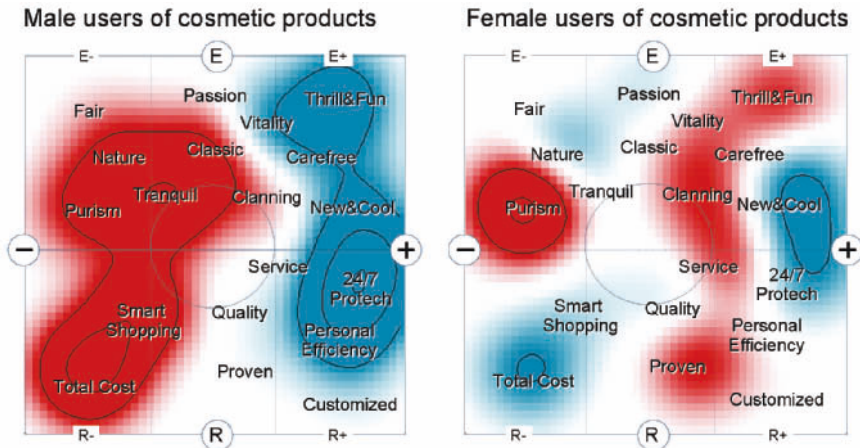 Male users of cosmetic products
E-
E
E+
Passion
Thrill&Fun
Fair
Vitality
Nature
Classic
Carefree
Tranquil
Clanning
Purism
New&Cool
−
+
Service
24/7
Protech
Smart
Shopping
Quality
Personal
Efficiency
Total Cost
Proven
Customized
R-
R
R+
Female users of cosmetic products
E-
E
E+
Passion
Thrill&Fun
Fair
Vitality
Nature
Classic
Carefree
Tranquil
Clanning
Purism
New&Cool
−
+
Service
24/7
Protech
Smart
Shopping
Quality
Personal
Efficiency
Total Cost
Proven
Customized
R-
R
R+